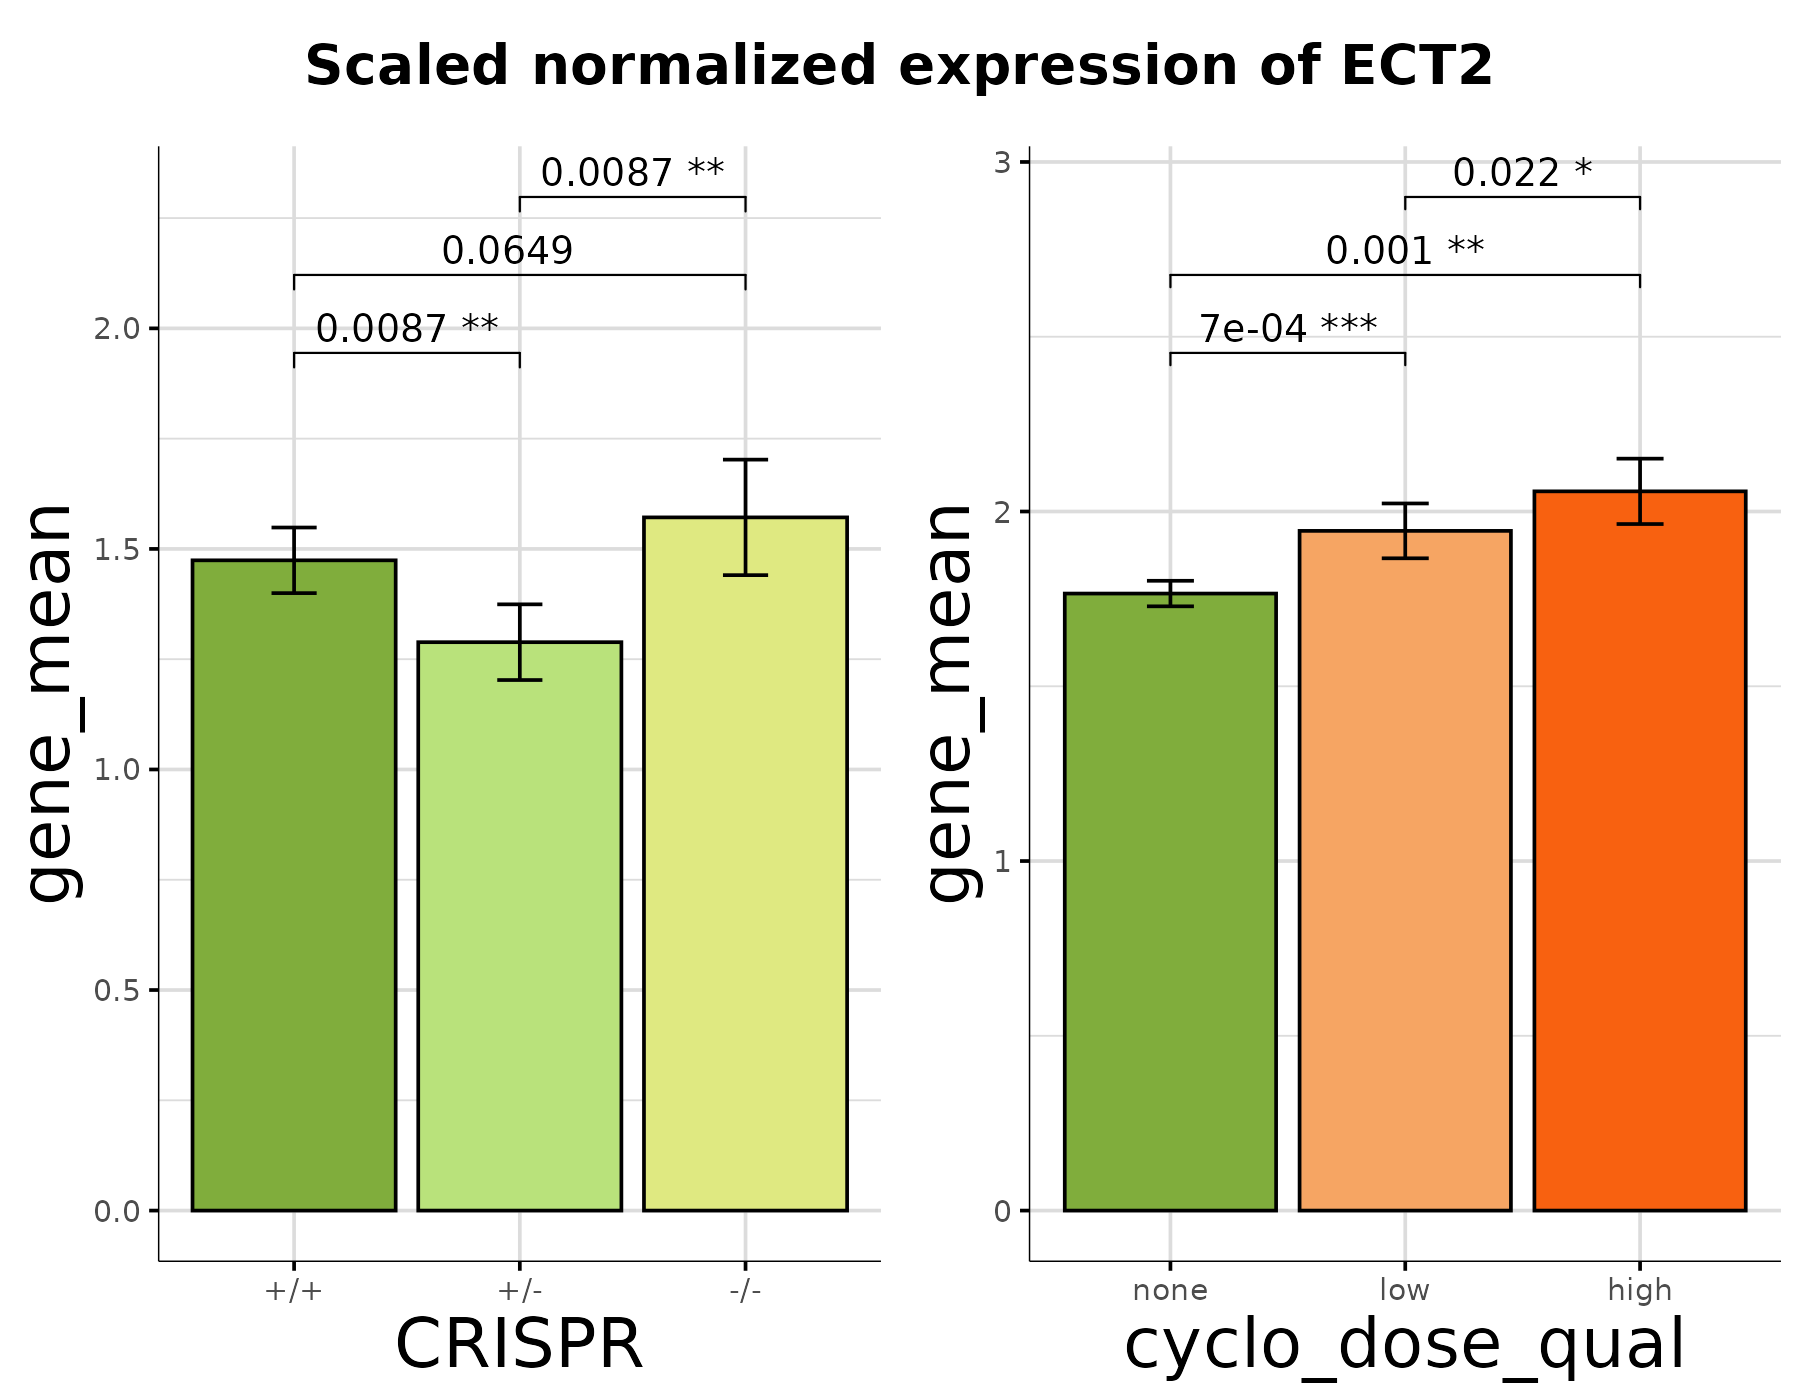 Scaled normalized expression of ECT2
gene_mean
0.0087 **
0.0649
0.0087 **
2.0
1.5
1.0
0.5
0.0
+/+ +/- -/-
CRISPR
gene_mean
0.022 *
0.001 **
7e-04 ***
3
2
1
0
none low high
cyclo_dose_qual